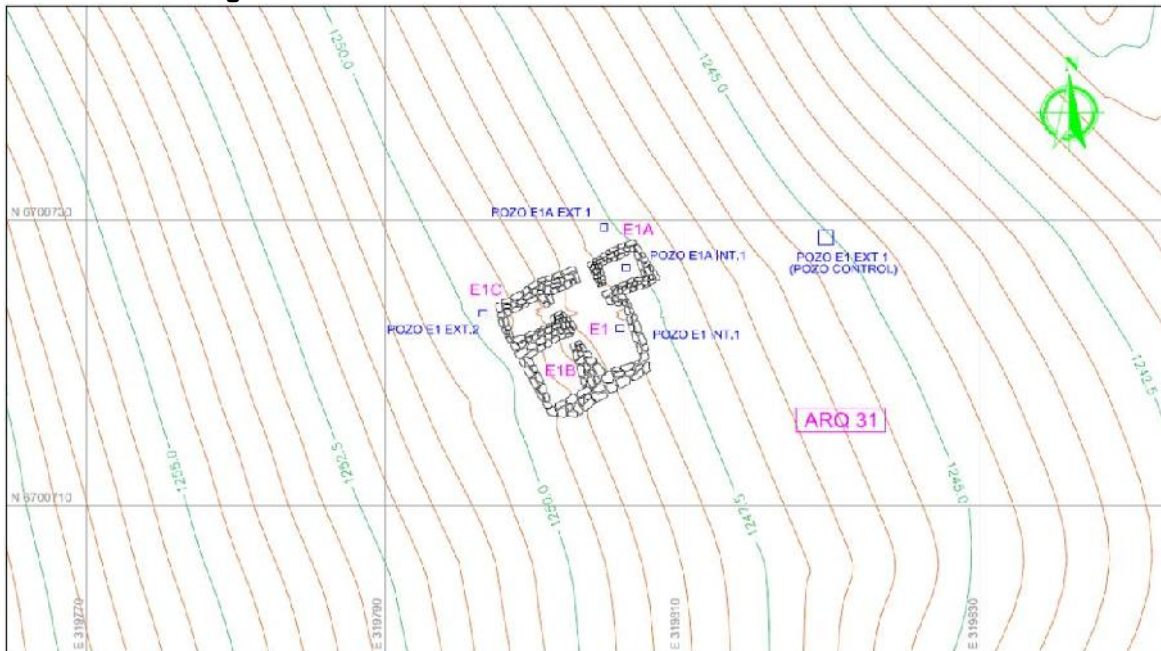 1250.0
1245.0
N
N 6700730
POZO E1A EXT.1
E1A
POZO E1 EXT.1
(POZO CONTROL)
POZO E1A INT.1
E1C
POZO E1 EXT.2
E1
POZO E1 INT.1
E1B
1242.5
ARQ 31
1255.0
1252.5
1250.0
1247.5
1245.0
N 6700710
E 319770
E 319790
E 319810
E 319830